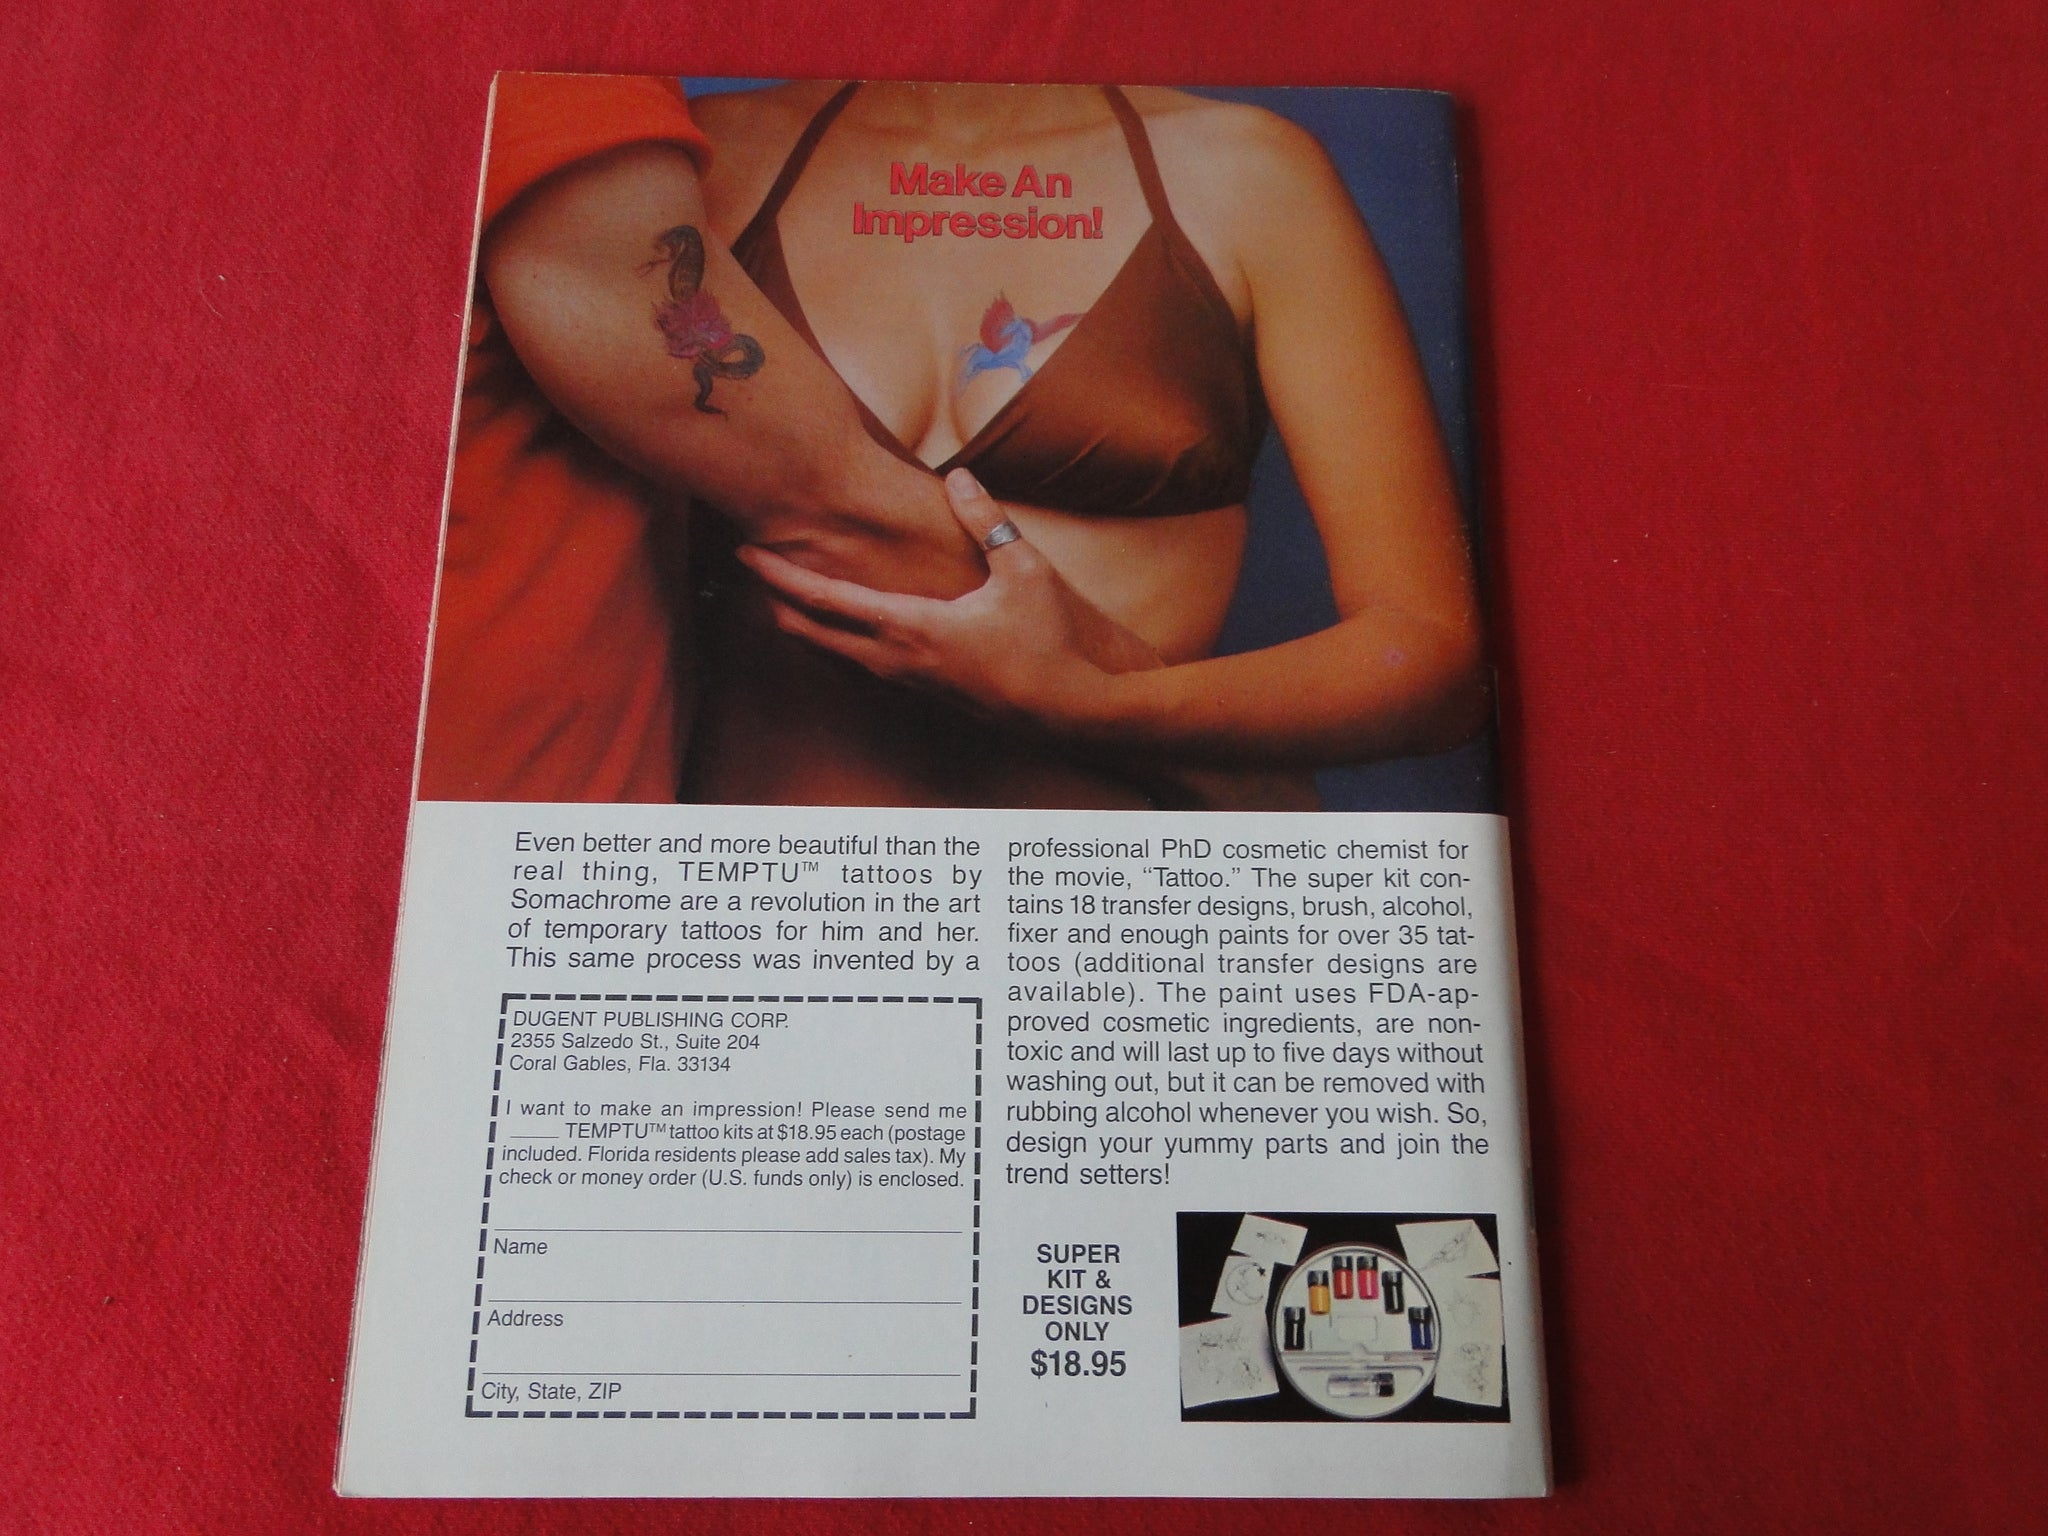 Make An
Impression!
Even better and more beautiful than the
real thing, TEMPTU™ tattoos by
Somachrome are a revolution in the art
of temporary tattoos for him and her.
This same process was invented by a
professional PhD cosmetic chemist for
the movie, “Tattoo.” The super kit con-
tains 18 transfer designs, brush, alcohol,
fixer and enough paints for over 35 tat-
toos (additional transfer designs are
available). The paint uses FDA-ap-
proved cosmetic ingredients, are non-
toxic and will last up to five days without
washing out, but it can be removed with
rubbing alcohol whenever you wish. So,
design your yummy parts and join the
trend setters!
DUGENT PUBLISHING CORP.
2355 Salzedo St., Suite 204
Coral Gables, Fla. 33134
I want to make an impression! Please send me
____ TEMPTU™ tattoo kits at $18.95 each (postage
included. Florida residents please add sales tax). My
check or money order (U.S. funds only) is enclosed.
Name
Address
City, State, ZIP
SUPER
KIT &
DESIGNS
ONLY
$18.95